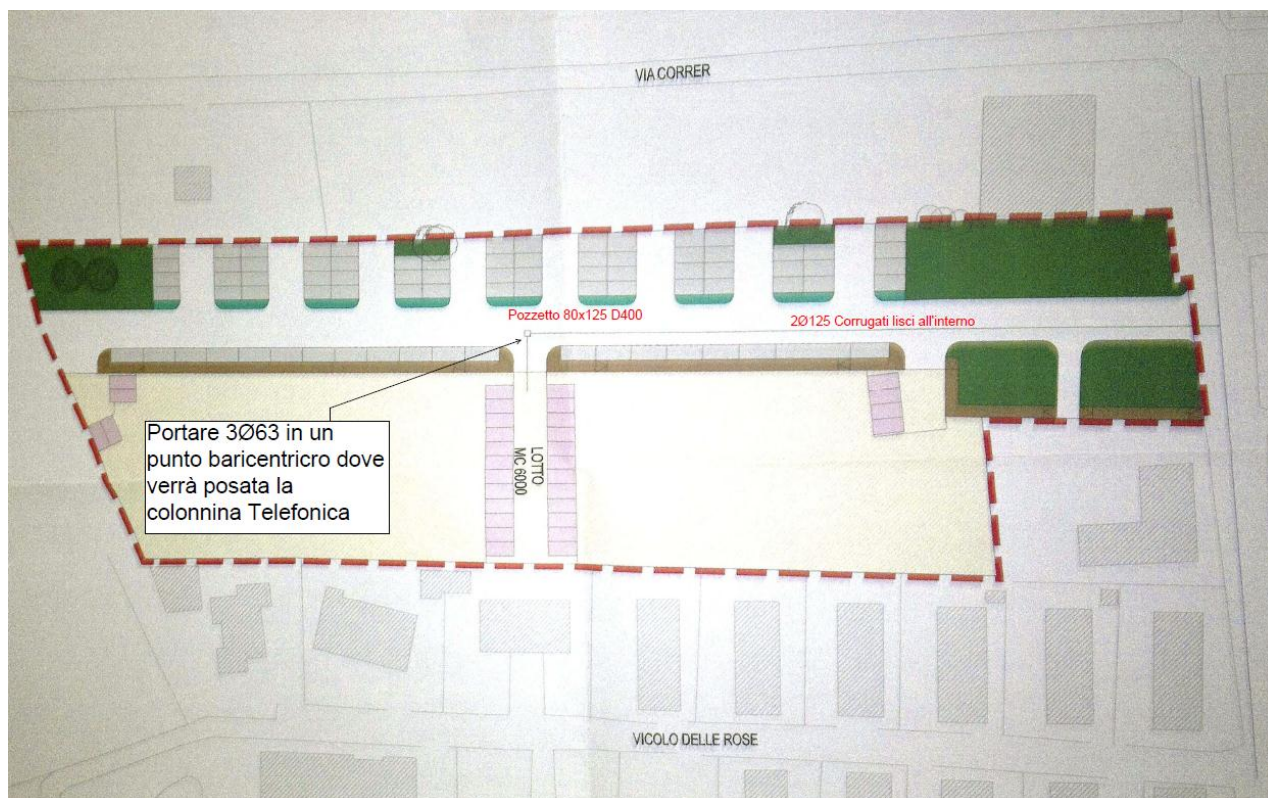 VIA CORRER
Pozzetto 80x125 D400
2Ø125 Corrugati lisci all'interno
Portare 3Ø63 in un
punto baricentricro dove
verrà posata la
colonnina Telefonica
LOTTO
MC 6000
VICOLO DELLE ROSE